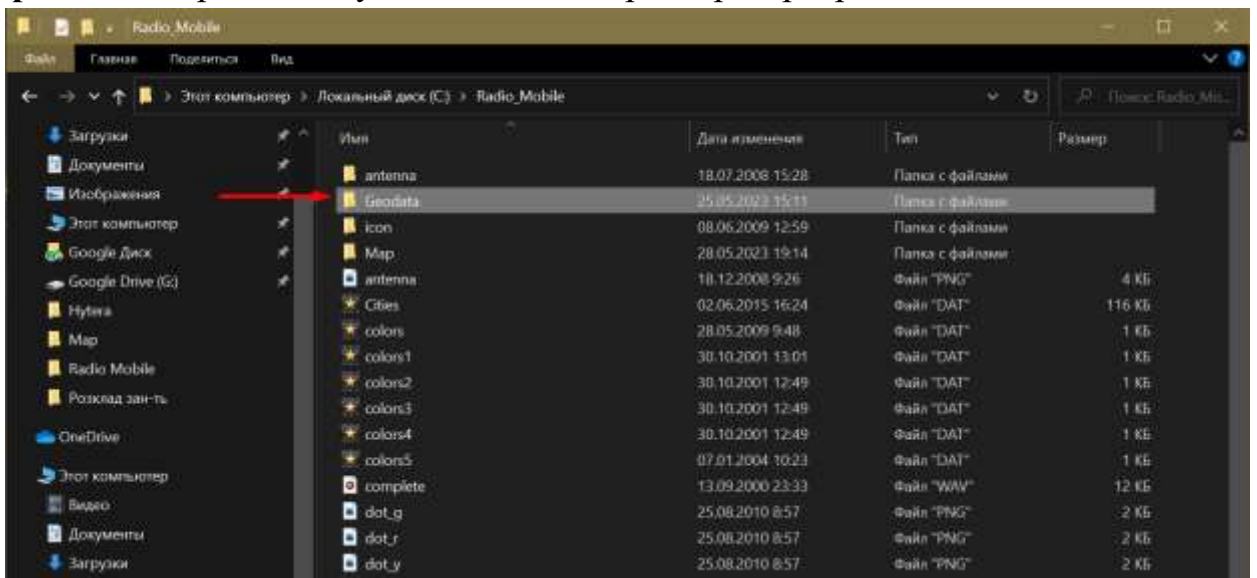 Radio_Mobile
Файл Главная Поделиться Вид
Этот компьютер > Локальный диск (C:) > Radio_Mobile
Поиск: Radio_Mo...
Имя Дата изменения Тип Размер
Загрузки
Документы
Изображения
Этот компьютер
Google Диск
Google Drive (G:)
Hytera
Map
Radio Mobile
Розклад зан-ть
OneDrive
Этот компьютер
Видео
Документы
Загрузки
antenna 18.07.2008 15:28 Папка с файлами
Geodata 25.05.2023 15:11 Папка с файлами
icon 08.06.2009 12:59 Папка с файлами
Map 28.05.2023 19:14 Папка с файлами
antenna 18.12.2008 9:26 Файл "PNG" 4 КБ
Cities 02.06.2015 16:24 Файл "DAT" 116 КБ
colors 28.05.2009 9:48 Файл "DAT" 1 КБ
colors1 30.10.2001 13:01 Файл "DAT" 1 КБ
colors2 30.10.2001 12:49 Файл "DAT" 1 КБ
colors3 30.10.2001 12:49 Файл "DAT" 1 КБ
colors4 30.10.2001 12:49 Файл "DAT" 1 КБ
colors5 07.01.2004 10:23 Файл "DAT" 1 КБ
complete 13.09.2000 23:33 Файл "WAV" 12 КБ
dot_g 25.08.2010 8:57 Файл "PNG" 2 КБ
dot_r 25.08.2010 8:57 Файл "PNG" 2 КБ
dot_y 25.08.2010 8:57 Файл "PNG" 2 КБ